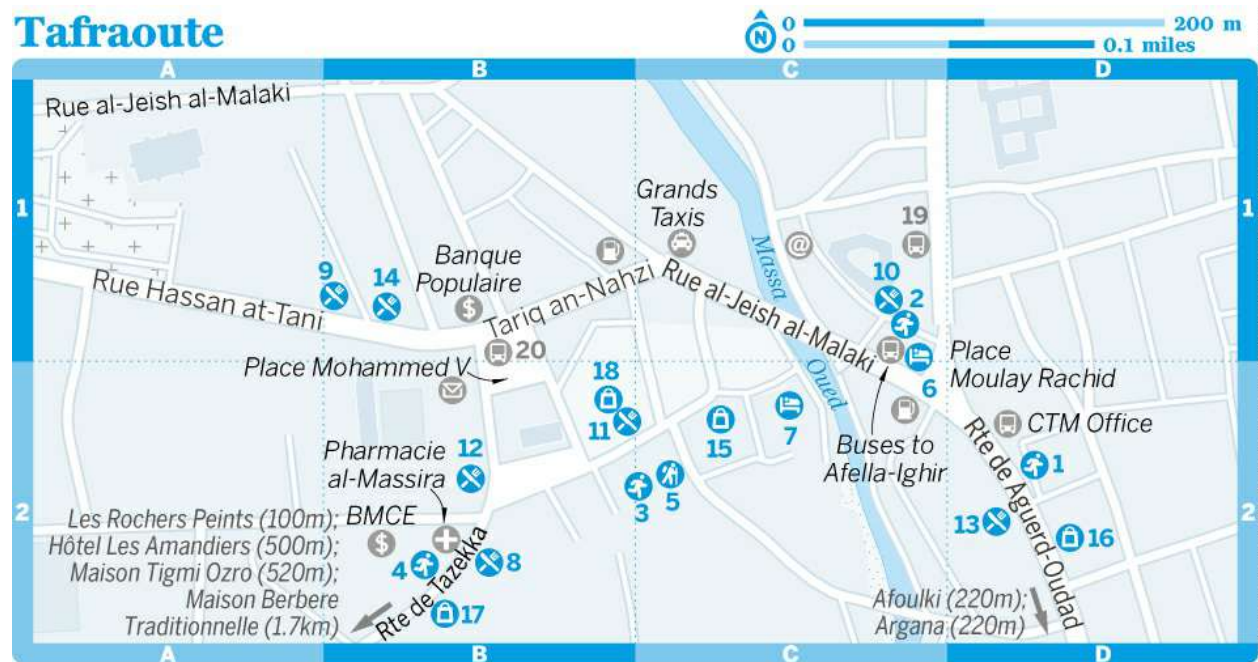 Tafraoute
N
0 200 m
0 0.1 miles
A B C D
1 1
Rue al-Jeish al-Malaki
Grands
Taxis
19
Massa
@
Banque
Populaire
9
14
10
2
Rue Hassan at-Tani
$
Tariq an-Nahzi
Rue al-Jeish al-Malaki
20
Place Mohammed V
Place
Moulay Rachid
6
18
Oued
11
15
7
Buses to
Afella-Ighir
CTM Office
12
Pharmacie
al-Massira
1
2 2
3
5
13
16
Rte de Aguerd-Oudad
BMCE
$
Les Rochers Peints (100m);
Hôtel Les Amandiers (500m);
Maison Tigmi Ozro (520m);
Maison Berbere
Traditionnelle (1.7km)
4
8
Rte de Tazekka
17
Afoulki (220m);
Argana (220m)
A B C D